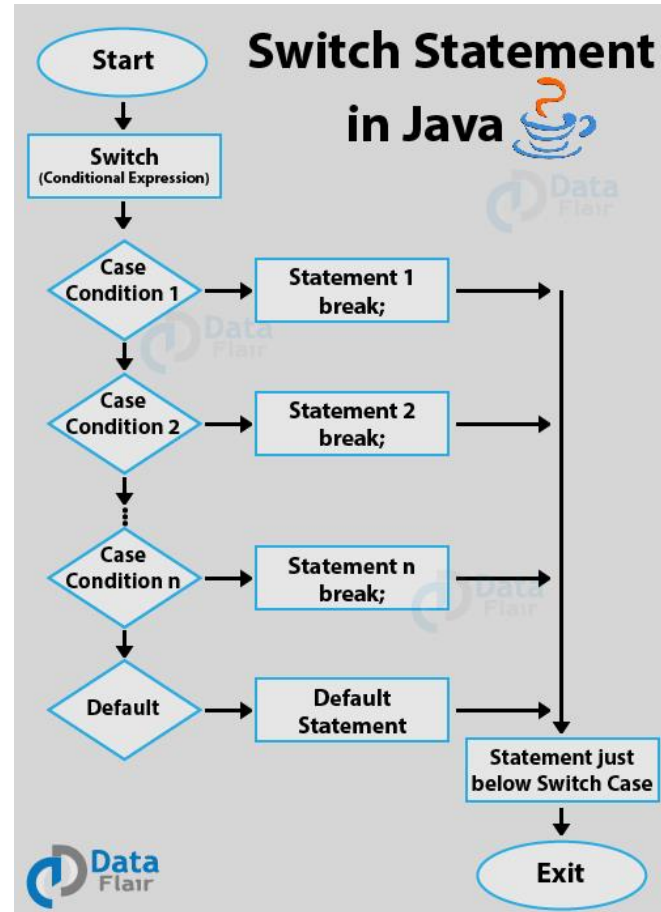 Switch Statement
in Java
Start
Switch
(Conditional Expression)
Data
Flair
Case
Condition 1
Statement 1
break;
Data
Flair
Case
Condition 2
Statement 2
break;
Case
Condition n
Statement n
break;
Data
Flair
Default
Default
Statement
Statement just
below Switch Case
Exit
Data
Flair